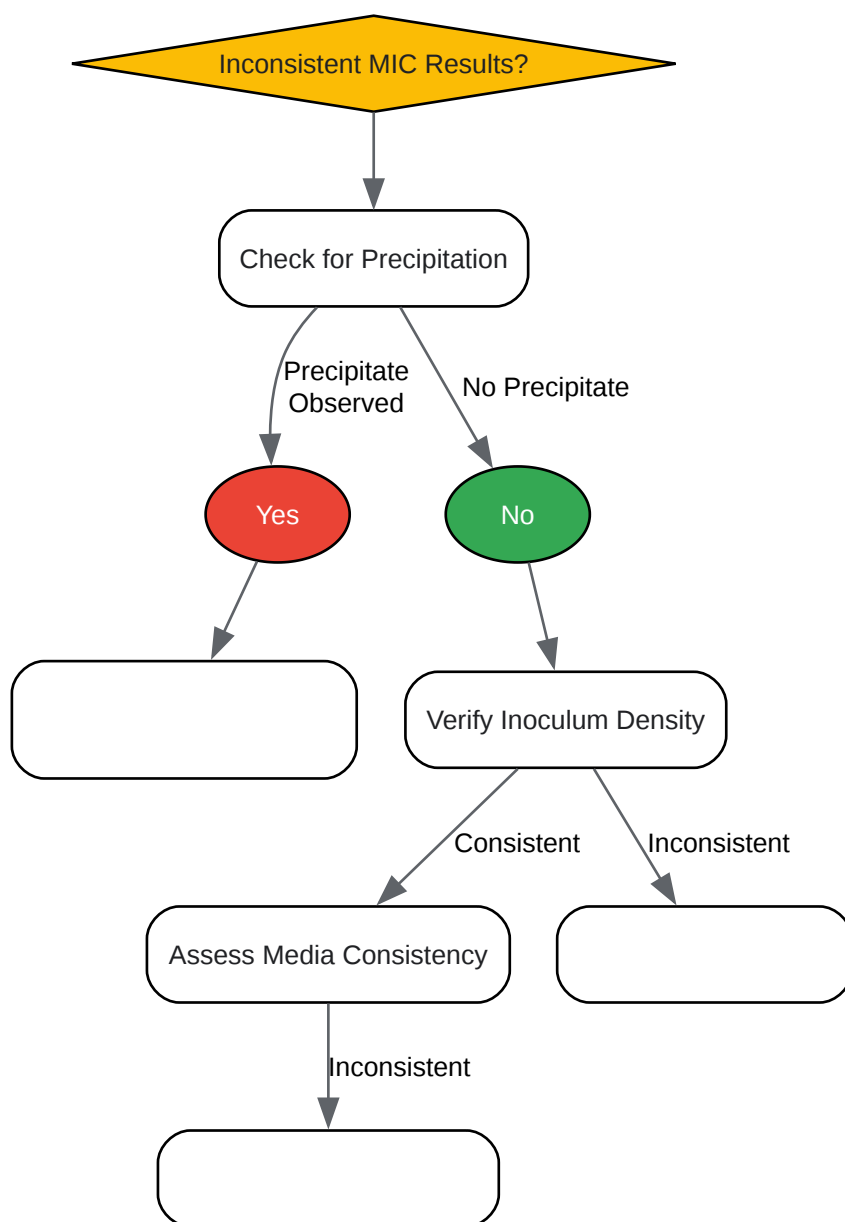 Inconsistent MIC Results?
Check for Precipitation
Precipitate
Observed
No Precipitate
Yes
No
Verify Inoculum Density
Consistent
Inconsistent
Assess Media Consistency
Inconsistent